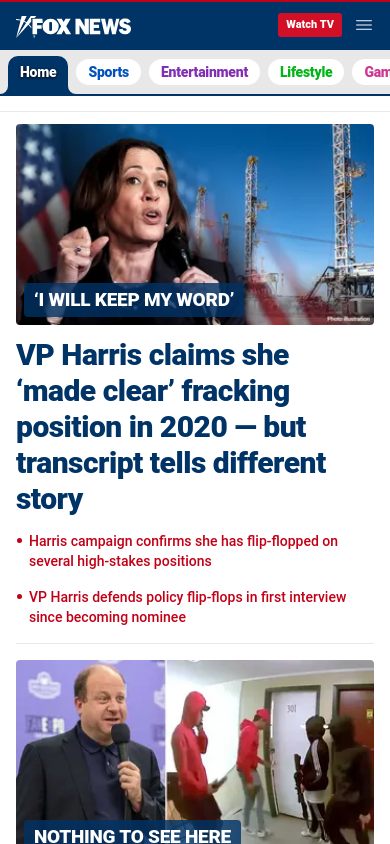 FOX NEWS
Watch TV
Home
Sports
Entertainment
Lifestyle
Gam
‘I WILL KEEP MY WORD’
Photo illustration
VP Harris claims she
‘made clear’ fracking
position in 2020 — but
transcript tells different
story
• Harris campaign confirms she has flip-flopped on
several high-stakes positions
• VP Harris defends policy flip-flops in first interview
since becoming nominee
301
NOTHING TO SEE HERE